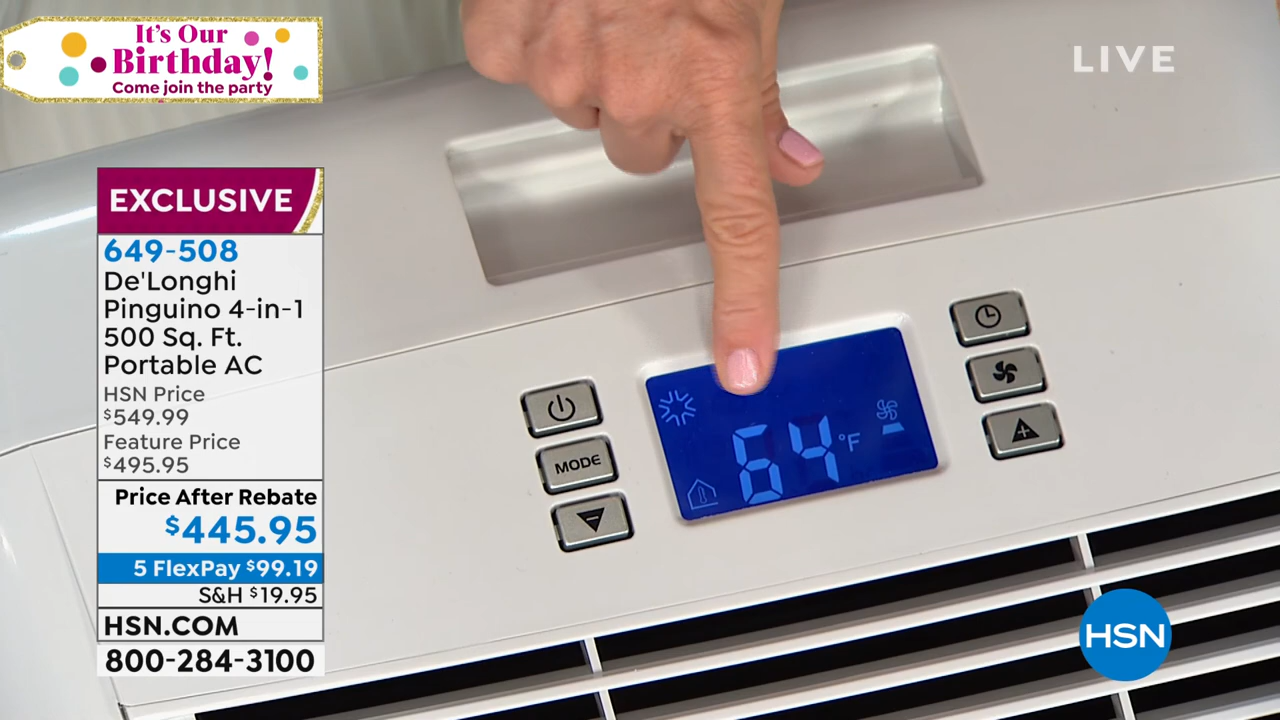 It's Our
Birthday!
Come join the party
LIVE
EXCLUSIVE
649-508
De'Longhi
Pinguino 4-in-1
500 Sq. Ft.
Portable AC
HSN Price
$549.99
Feature Price
$495.95
Price After Rebate
$445.95
5 FlexPay $99.19
S&H $19.95
HSN.COM
800-284-3100
MODE
64°F
HSN